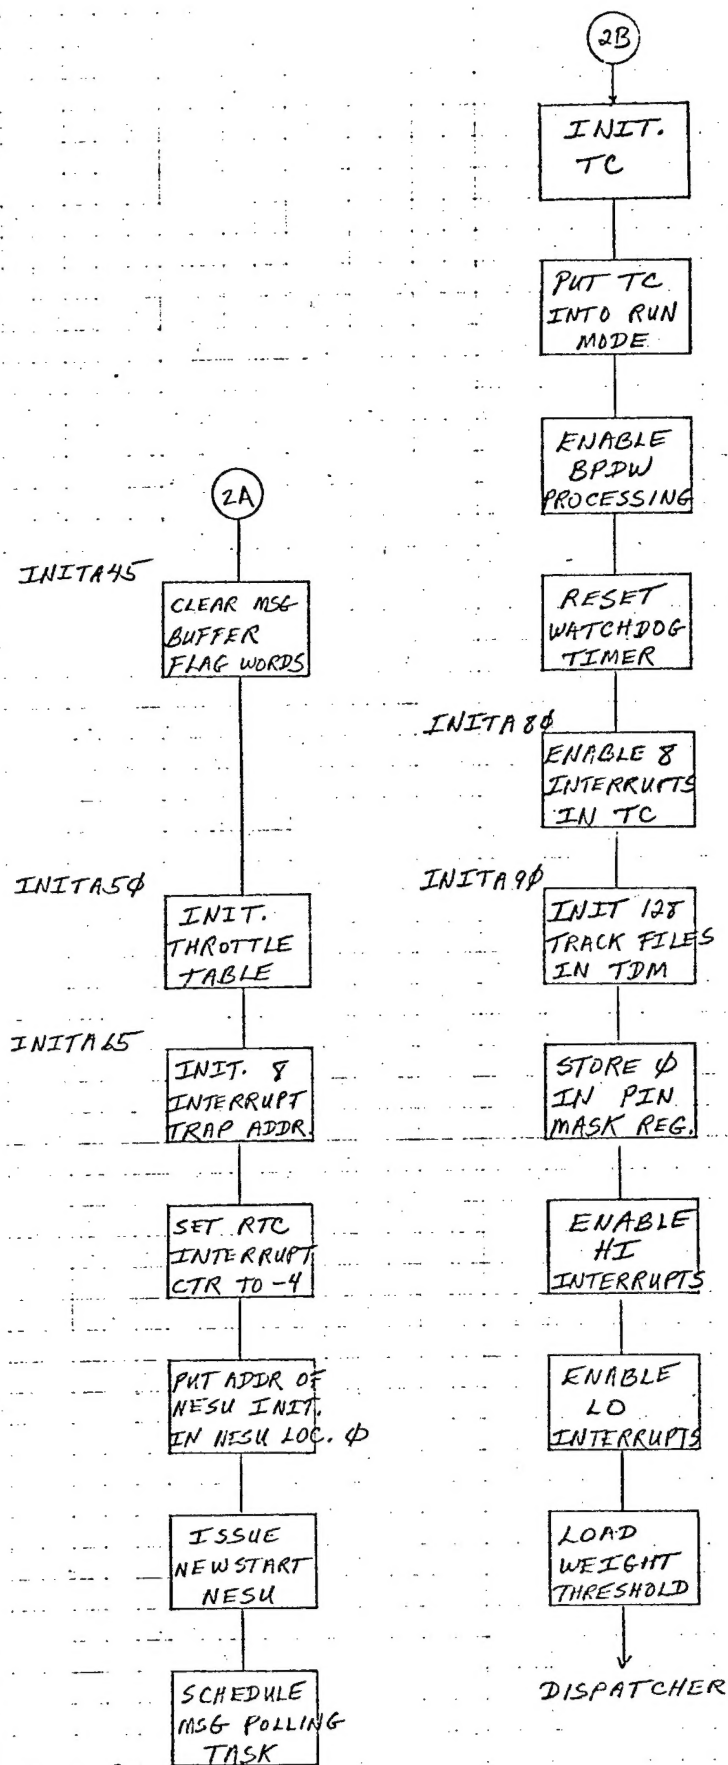 2A
INITA45
CLEAR MSG
BUFFER
FLAG WORDS
INITA5Ø
INIT.
THROTTLE
TABLE
INITA65
INIT. 8
INTERRUPT
TRAP ADDR.
SET RTC
INTERRUPT
CTR TO -4
PUT ADDR OF
NESU INIT.
IN NESU LOC. Ø
ISSUE
NEWSTART
NESU
SCHEDULE
MSG POLLING
TASK
2B
INIT.
TC
PUT TC
INTO RUN
MODE
ENABLE
BPDW
PROCESSING
RESET
WATCHDOG
TIMER
INITA8Ø
ENABLE 8
INTERRUPTS
IN TC
INITA9Ø
INIT 128
TRACK FILES
IN TDM
STORE Ø
IN PIN
MASK REG.
ENABLE
HI
INTERRUPTS
ENABLE
LO
INTERRUPTS
LOAD
WEIGHT
THRESHOLD
DISPATCHER